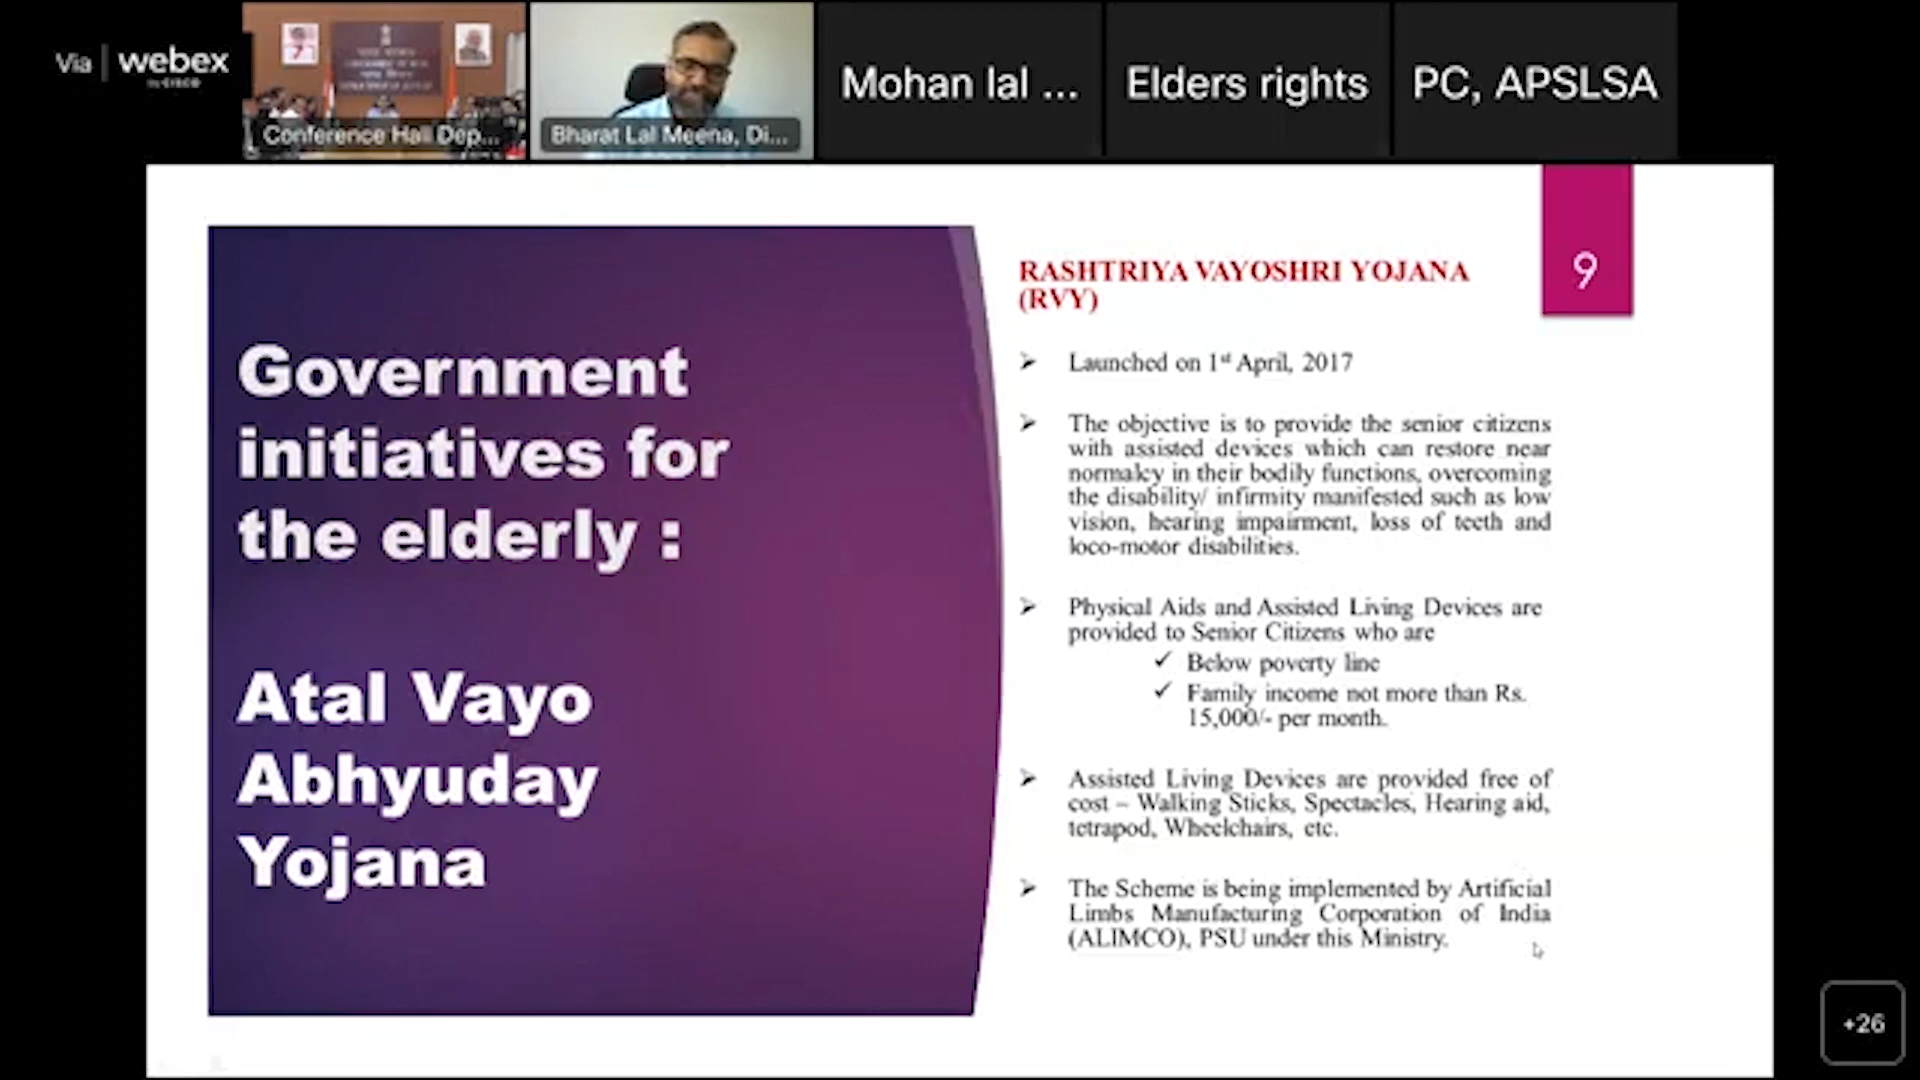 Via webex
by CISCO
Conference Hall Dep...
Bharat Lal Meena, Di...
Mohan lal ...
Elders rights
PC, APSLSA
9
Government
initiatives for
the elderly :
Atal Vayo
Abhyuday
Yojana
RASHTRIYA VAYOSHRI YOJANA
(RVY)
➢ Launched on 1st April, 2017
➢ The objective is to provide the senior citizens
with assisted devices which can restore near
normalcy in their bodily functions, overcoming
the disability/ infirmity manifested such as low
vision, hearing impairment, loss of teeth and
loco-motor disabilities.
➢ Physical Aids and Assisted Living Devices are
provided to Senior Citizens who are
✓ Below poverty line
✓ Family income not more than Rs.
15,000/- per month.
➢ Assisted Living Devices are provided free of
cost – Walking Sticks, Spectacles, Hearing aid,
tetrapod, Wheelchairs, etc.
➢ The Scheme is being implemented by Artificial
Limbs Manufacturing Corporation of India
(ALIMCO), PSU under this Ministry.
+26